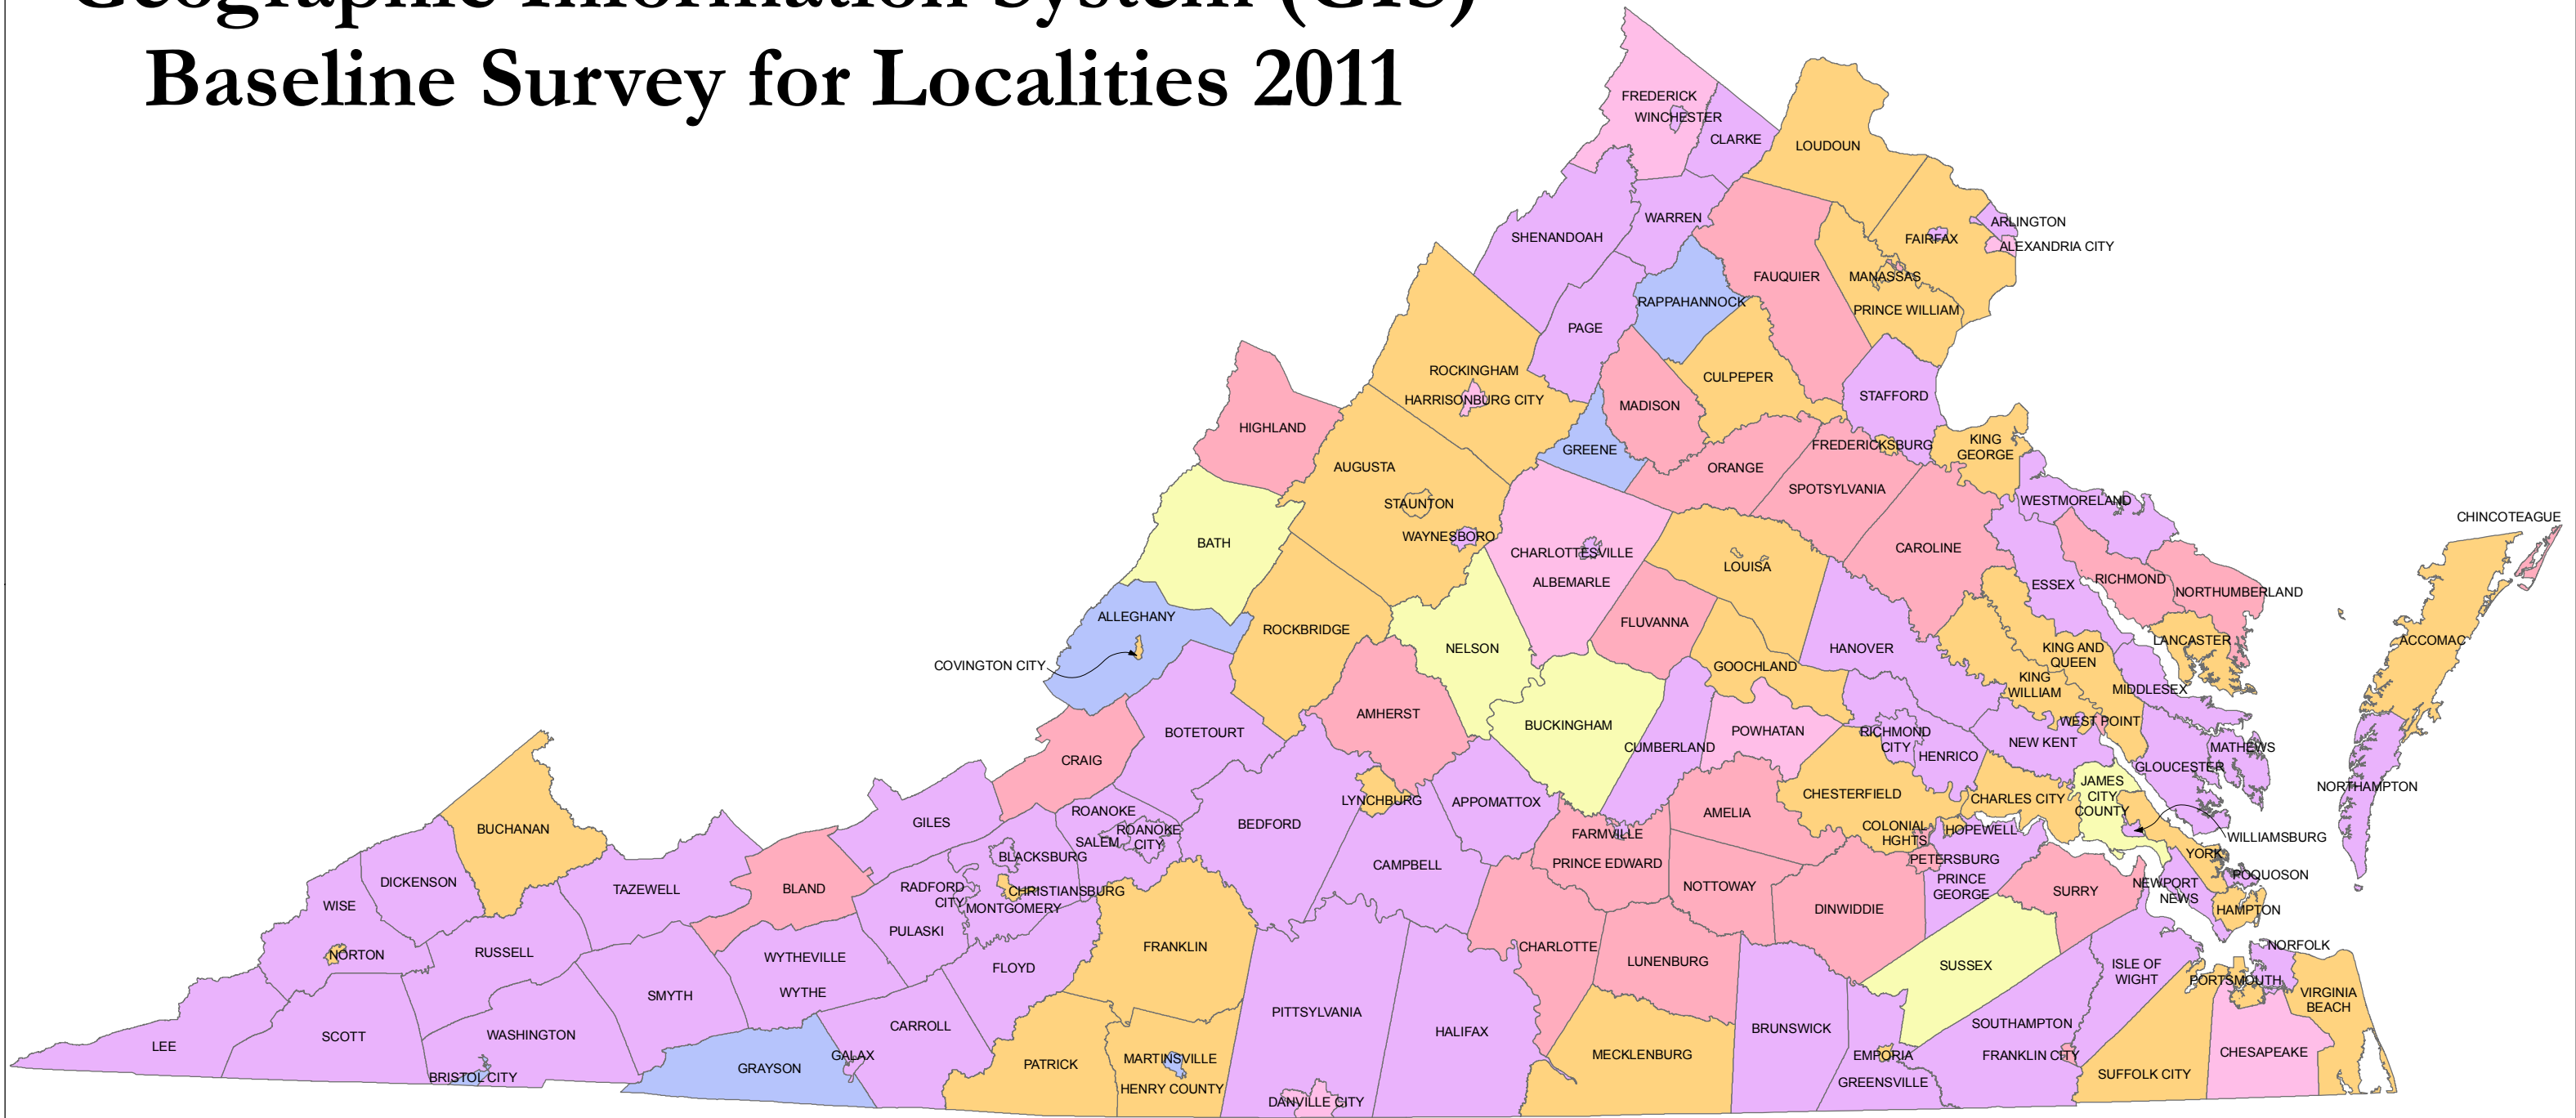 Geographic Information System (GIS)
Baseline Survey for Localities 2011
FREDERICK
WINCHESTER
CLARKE
LOUDOUN
WARREN
SHENANDOAH
ARLINGTON
FAIRFAX
ALEXANDRIA CITY
FAUQUIER
MANASSAS
RAPPAHANNOCK
PRINCE WILLIAM
PAGE
ROCKINGHAM
CULPEPER
HARRISONBURG CITY
MADISON
STAFFORD
HIGHLAND
GREENE
FREDERICKSBURG
KING
GEORGE
AUGUSTA
ORANGE
SPOTSYLVANIA
STAUNTON
WESTMORELAND
CHINCOTEAGUE
WAYNESBORO
BATH
CHARLOTTESVILLE
CAROLINE
LOUISA
ALBEMARLE
ESSEX
RICHMOND
NORTHUMBERLAND
ALLEGHANY
ROCKBRIDGE
FLUVANNA
NELSON
HANOVER
LANCASTER
ACCOMAC
KING AND
QUEEN
COVINGTON CITY
GOOCHLAND
KING
WILLIAM
MIDDLESEX
AMHERST
BUCKINGHAM
WEST POINT
BOTETOURT
POWHATAN
RICHMOND
CITY
CUMBERLAND
NEW KENT
MATHEWS
HENRICO
CRAIG
GLOUCESTER
JAMES
CITY
COUNTY
NORTHAMPTON
LYNCHBURG
APPOMATTOX
CHESTERFIELD
CHARLES CITY
ROANOKE
AMELIA
GILES
BEDFORD
BUCHANAN
ROANOKE
CITY
SALEM
FARMVILLE
COLONIAL
HGHTS
HOPEWELL
WILLIAMSBURG
BLACKSBURG
PRINCE EDWARD
CAMPBELL
PETERSBURG
YORK
POQUOSON
DICKENSON
TAZEWELL
BLAND
RADFORD
CITY
CHRISTIANSBURG
NOTTOWAY
PRINCE
GEORGE
SURRY
NEWPORT
NEWS
WISE
MONTGOMERY
DINWIDDIE
HAMPTON
PULASKI
FRANKLIN
CHARLOTTE
NORFOLK
NORTON
RUSSELL
WYTHEVILLE
FLOYD
LUNENBURG
SUSSEX
ISLE OF
WIGHT
PORTSMOUTH
SMYTH
WYTHE
VIRGINIA
BEACH
PITTSYLVANIA
CARROLL
HALIFAX
BRUNSWICK
SOUTHAMPTON
SCOTT
WASHINGTON
LEE
GALAX
MARTINSVILLE
MECKLENBURG
EMPORIA
FRANKLIN CITY
CHESAPEAKE
GRAYSON
PATRICK
BRISTOL CITY
HENRY COUNTY
GREENSVILLE
SUFFOLK CITY
DANVILLE CITY